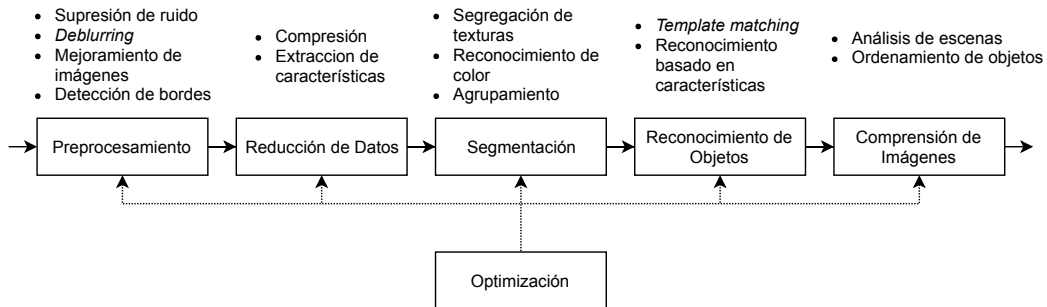 • Supresión de ruido
• Deblurring
• Mejoramiento de
imágenes
• Detección de bordes
• Compresión
• Extraccion de
características
• Segregación de
texturas
• Reconocimiento de
color
• Agrupamiento
• Template matching
• Reconocimiento
basado en
características
• Análisis de escenas
• Ordenamiento de objetos
Preprocesamiento
Reducción de Datos
Segmentación
Reconocimiento de
Objetos
Comprensión de
Imágenes
Optimización